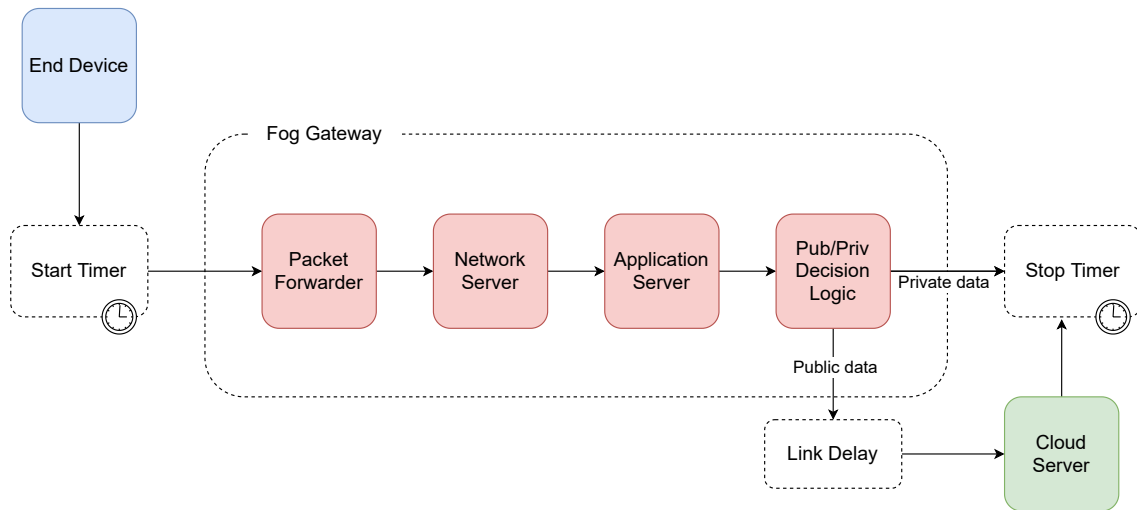 End Device
Fog Gateway
Start Timer
Packet
Forwarder
Network
Server
Application
Server
Pub/Priv
Decision
Logic
Private data
Stop Timer
Public data
Link Delay
Cloud
Server